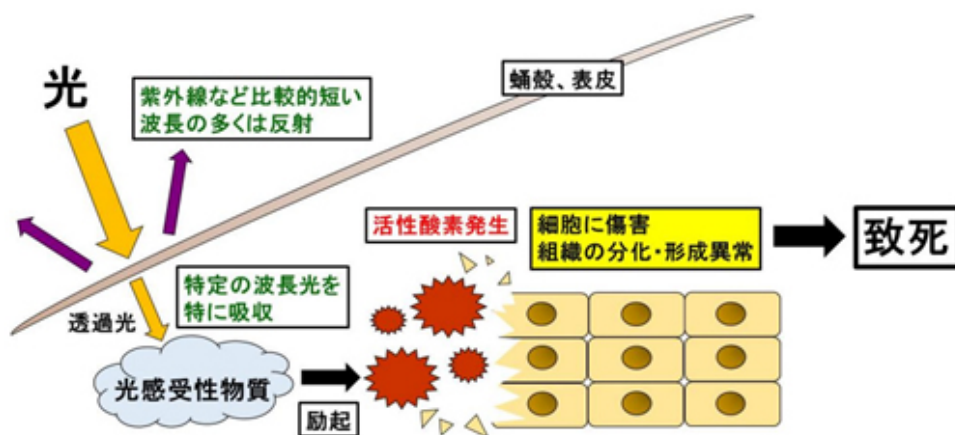 光
紫外線など比較的短い
波長の多くは反射
蛹殻、表皮
活性酸素発生
細胞に傷害
組織の分化・形成異常
致死
特定の波長光を
特に吸収
透過光
光感受性物質
励起